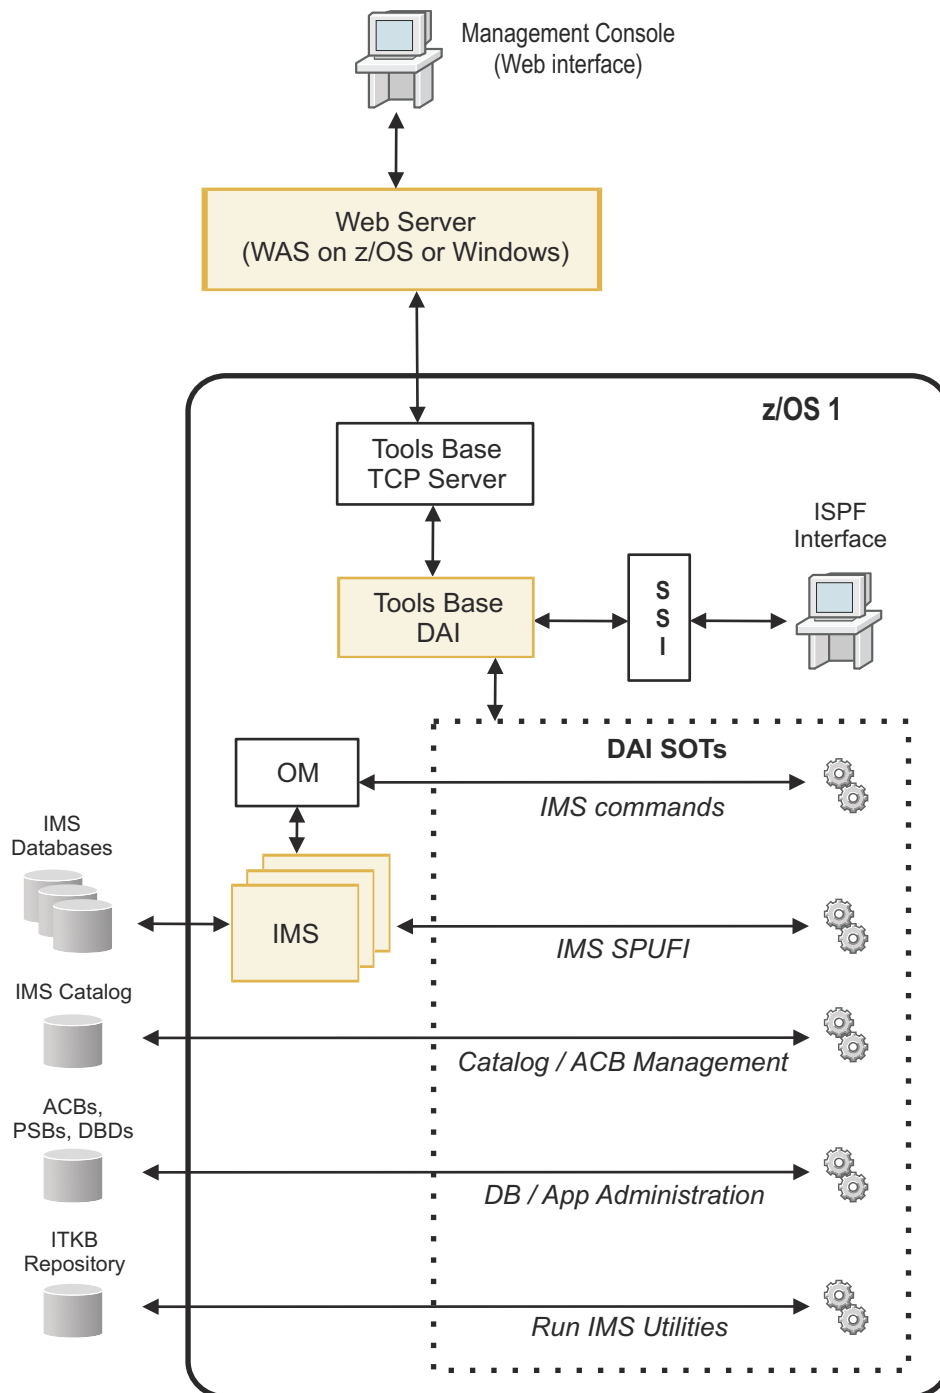 Management Console
(Web interface)
Web Server
(WAS on z/OS or Windows)
z/OS 1
Tools Base
TCP Server
ISPF
Interface
Tools Base
DAI
S
S
I
DAI SOTs
OM
IMS commands
IMS
Databases
IMS
IMS SPUFI
IMS Catalog
Catalog / ACB Management
ACBs,
PSBs, DBDs
DB / App Administration
ITKB
Repository
Run IMS Utilities